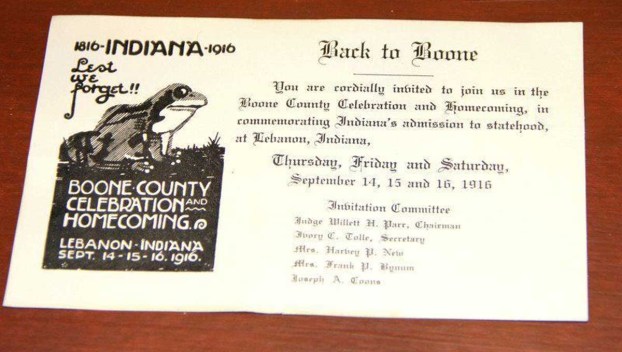 1816-INDIANA-1916
Lest
we
forget!!
BOONE COUNTY
CELEBRATION AND
HOMECOMING.
LEBANON-INDIANA
SEPT. 14-15-16. 1916.
Back to Boone
You are cordially invited to join us in the
Boone County Celebration and Homecoming, in
commemorating Indiana's admission to statehood,
at Lebanon, Indiana,
Thursday, Friday and Saturday,
September 14, 15 and 16, 1916
Invitation Committee
Judge Willett H. Parr, Chairman
Ivory C. Tolle, Secretary
Mrs. Harvey P. New
Mrs. Frank P. Bynum
Joseph A. Coons